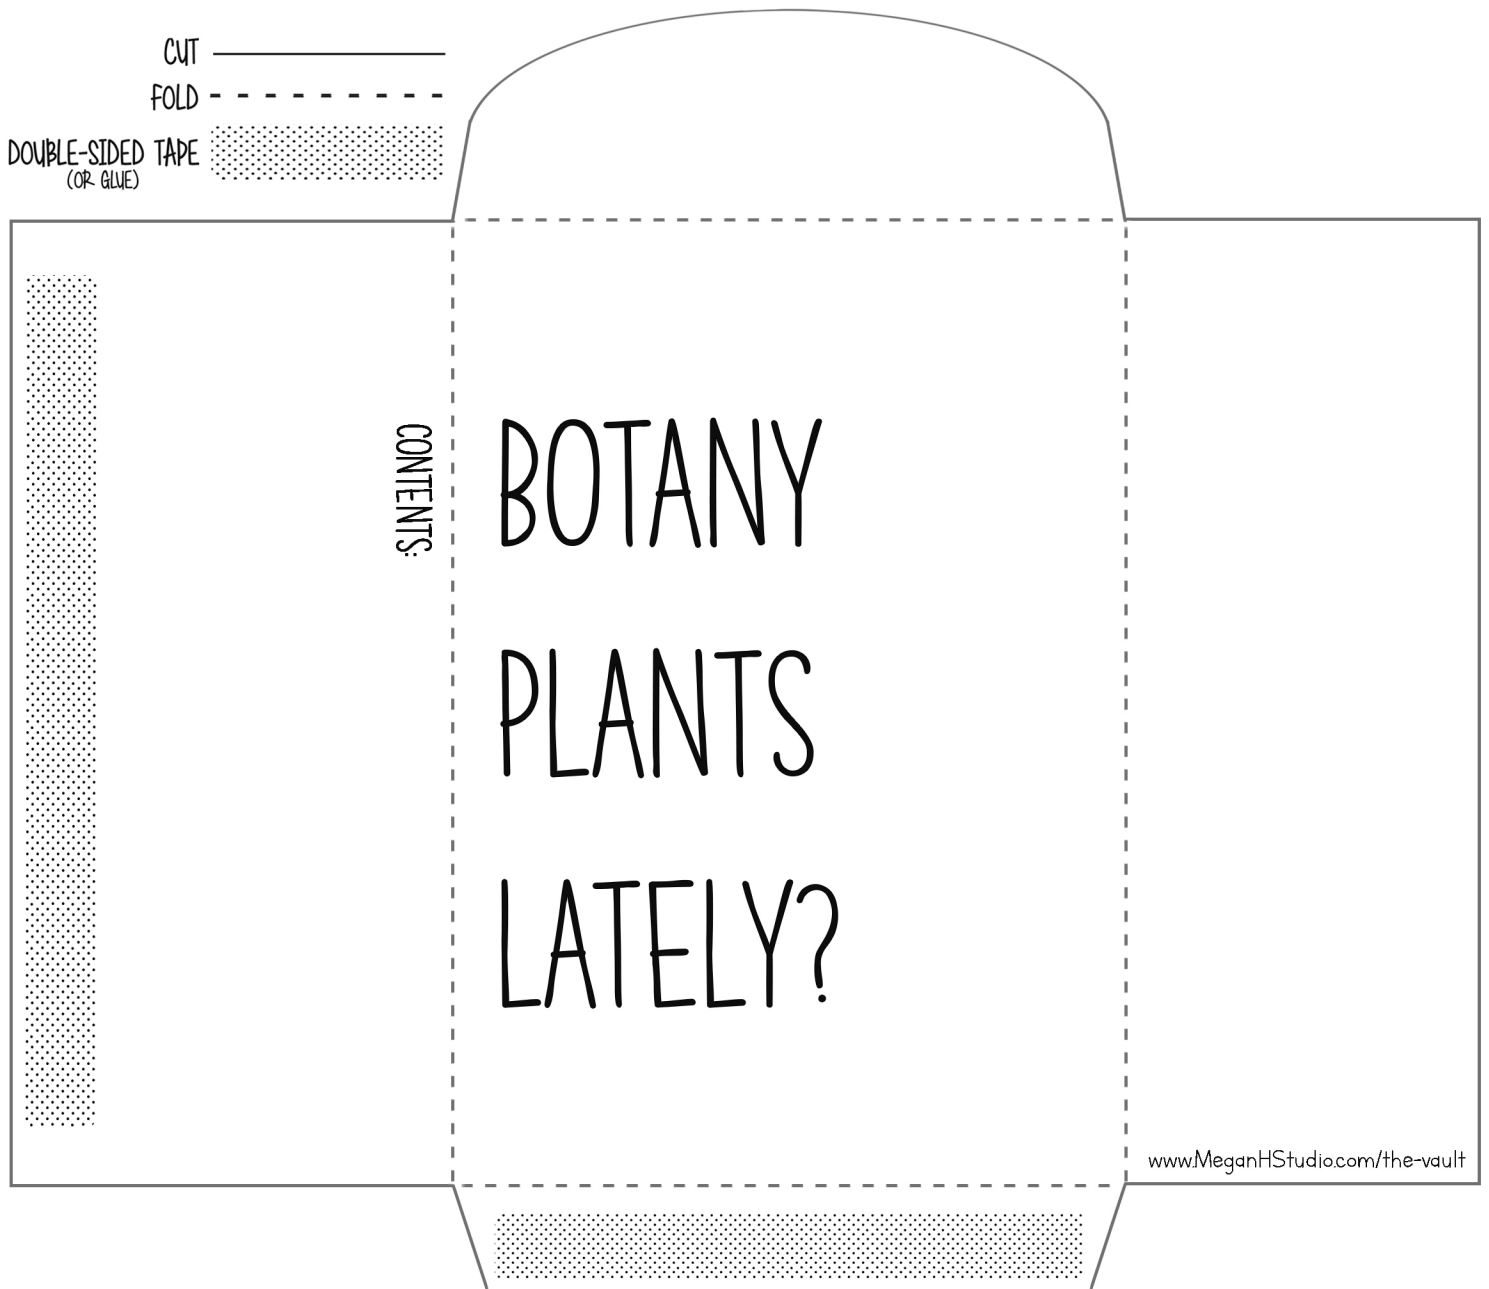 CUT
FOLD
DOUBLE-SIDED TAPE
(OR GLUE)
CONTENTS:
BOTANY
PLANTS
LATELY?
www.MeganHStudio.com/the-vault